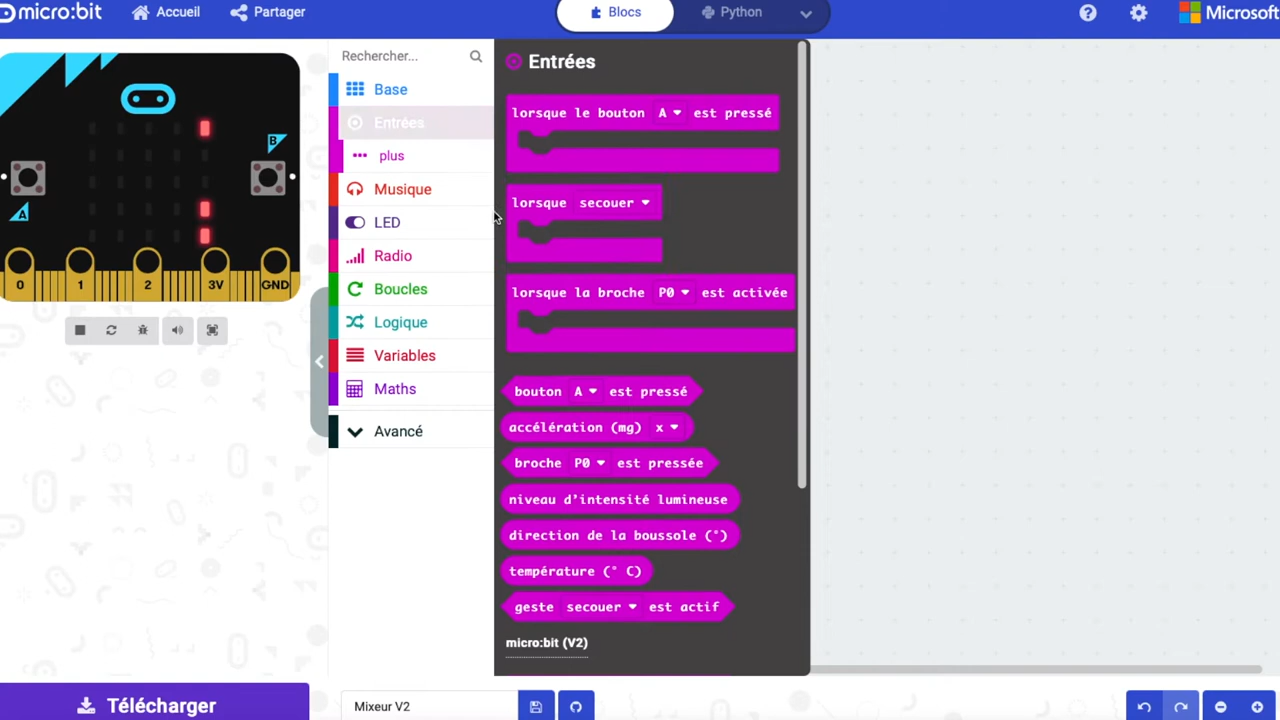 micro:bit
Accueil
Partager
Blocs
Python
Microsoft
Rechercher...
Base
Entrées
plus
Musique
LED
Radio
Boucles
Logique
Variables
Maths
Avancé
Entrées
lorsque le bouton A est pressé
lorsque secouer
lorsque la broche P0 est activée
bouton A est pressé
accélération (mg) x
broche P0 est pressée
niveau d'intensité lumineuse
direction de la boussole (°)
température (° C)
geste secouer est actif
micro:bit (V2)
B
A
0 1 2 3V GND
Télécharger
Mixeur V2